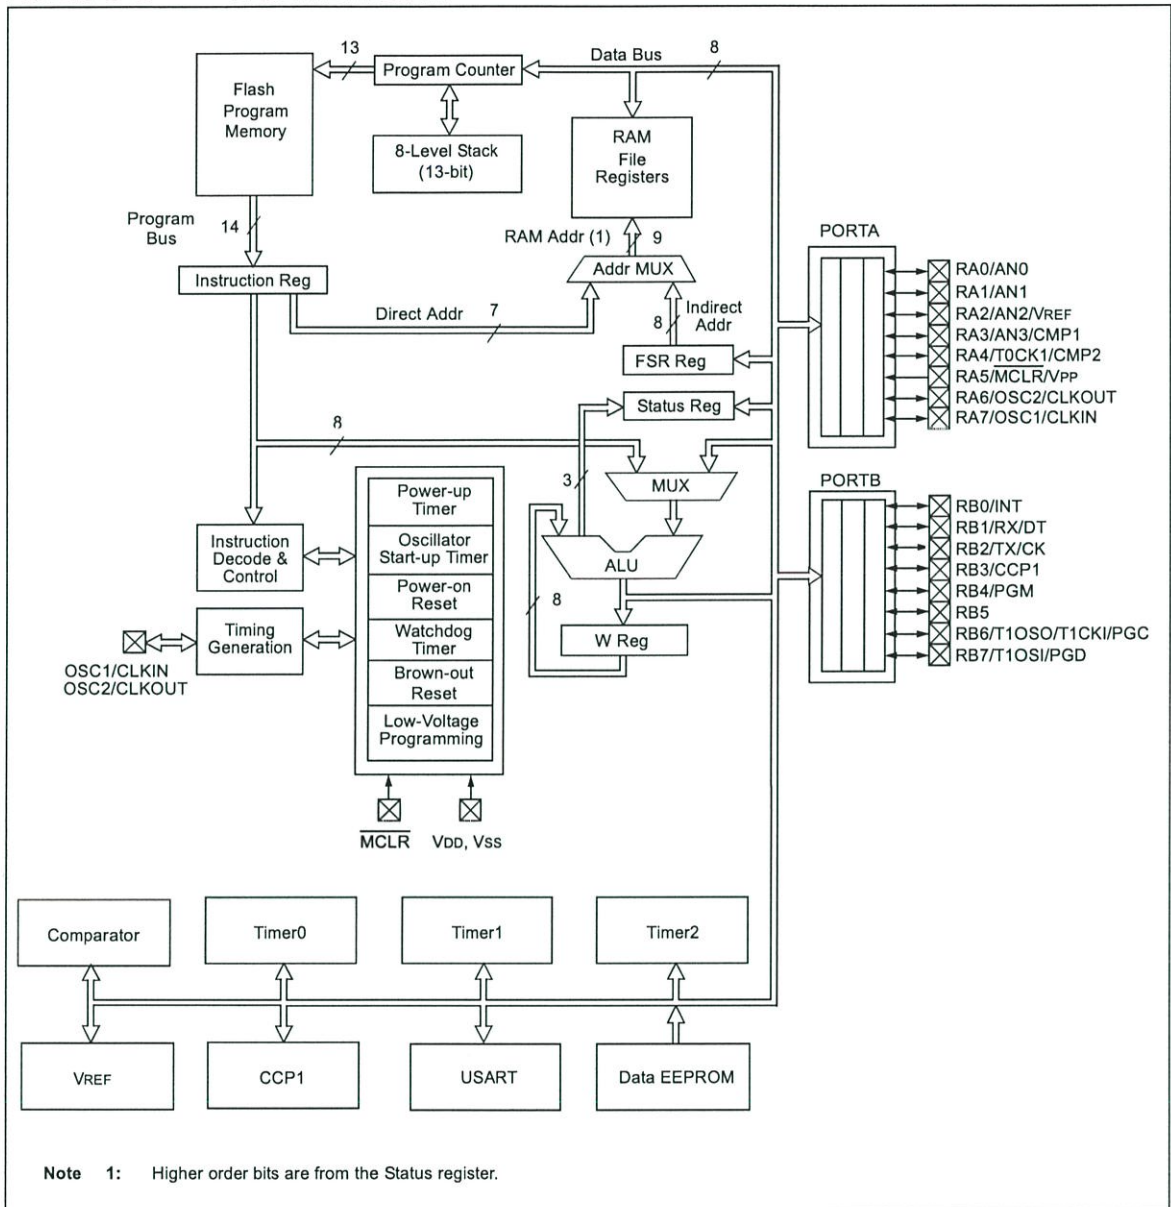 13
Data Bus
8
Program Counter
Flash
Program
Memory
8-Level Stack
(13-bit)
RAM
File
Registers
Program
Bus
14
RAM Addr (1)
9
PORTA
Addr MUX
Instruction Reg
Direct Addr
7
8
Indirect
Addr
FSR Reg
Status Reg
RA0/AN0
RA1/AN1
RA2/AN2/VREF
RA3/AN3/CMP1
RA4/T0CK1/CMP2
RA5/MCLR/VPP
RA6/OSC2/CLKOUT
RA7/OSC1/CLKIN
8
3
MUX
PORTB
Power-up
Timer
Oscillator
Start-up Timer
Power-on
Reset
Watchdog
Timer
Brown-out
Reset
Low-Voltage
Programming
Instruction
Decode &
Control
Timing
Generation
OSC1/CLKIN
OSC2/CLKOUT
ALU
8
W Reg
RB0/INT
RB1/RX/DT
RB2/TX/CK
RB3/CCP1
RB4/PGM
RB5
RB6/T1OSO/T1CKI/PGC
RB7/T1OSI/PGD
MCLR
VDD, VSS
Comparator
Timer0
Timer1
Timer2
VREF
CCP1
USART
Data EEPROM
Note 1: Higher order bits are from the Status register.